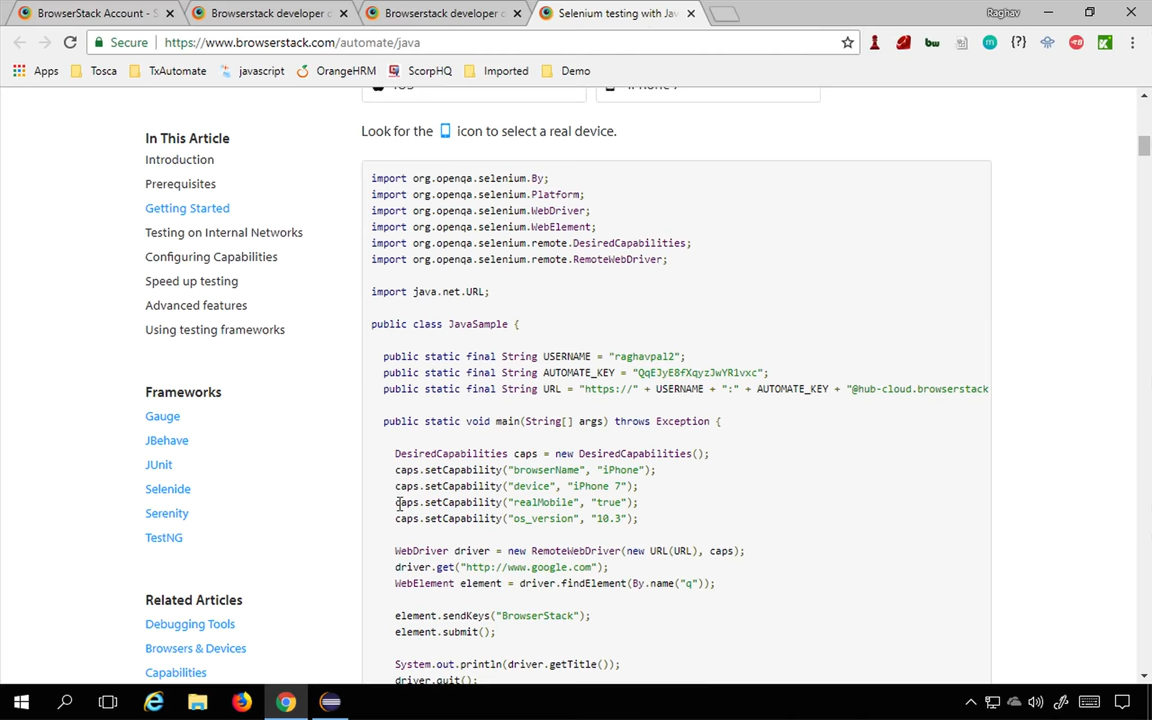 BrowserStack Account - S
Browserstack developer c
Browserstack developer c
Selenium testing with Jav
Raghav
Secure
https://www.browserstack.com/automate/java
Apps
Tosca
TxAutomate
javascript
OrangeHRM
ScorpHQ
Imported
Demo
In This Article
Introduction
Prerequisites
Getting Started
Testing on Internal Networks
Configuring Capabilities
Speed up testing
Advanced features
Using testing frameworks
Frameworks
Gauge
JBehave
JUnit
Selenide
Serenity
TestNG
Related Articles
Debugging Tools
Browsers & Devices
Capabilities
iOS
iPhone 7
Look for the icon to select a real device.
import org.openqa.selenium.By;
import org.openqa.selenium.Platform;
import org.openqa.selenium.WebDriver;
import org.openqa.selenium.WebElement;
import org.openqa.selenium.remote.DesiredCapabilities;
import org.openqa.selenium.remote.RemoteWebDriver;
import java.net.URL;
public class JavaSample {
public static final String USERNAME = "raghavpal2";
public static final String AUTOMATE_KEY = "QqEJyE8fXqyzJwYR1vxc";
public static final String URL = "https://" + USERNAME + ":" + AUTOMATE_KEY + "@hub-cloud.browserstack
public static void main(String[] args) throws Exception {
DesiredCapabilities caps = new DesiredCapabilities();
caps.setCapability("browserName", "iPhone");
caps.setCapability("device", "iPhone 7");
caps.setCapability("realMobile", "true");
caps.setCapability("os_version", "10.3");
WebDriver driver = new RemoteWebDriver(new URL(URL), caps);
driver.get("http://www.google.com");
WebElement element = driver.findElement(By.name("q"));
element.sendKeys("BrowserStack");
element.submit();
System.out.println(driver.getTitle());
driver.quit();